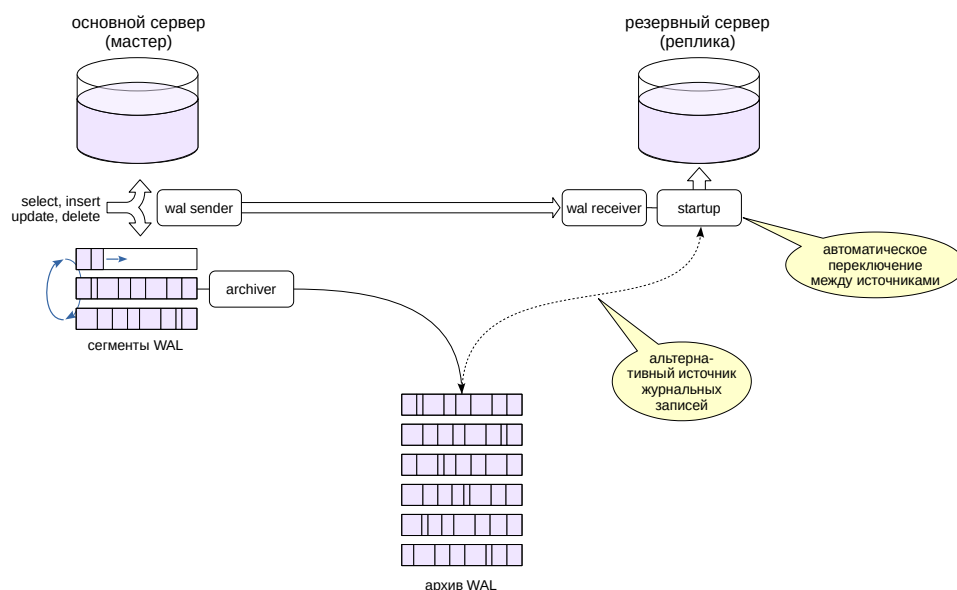 основной сервер
(мастер)
резервный сервер
(реплика)
select, insert
update, delete
wal sender
wal receiver
startup
автоматическое
переключение
между источниками
archiver
сегменты WAL
альтерна-
тивный источник
журнальных
записей
архив WAL